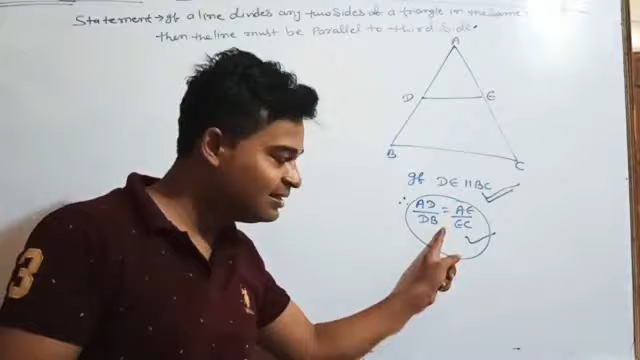 Statement → If a line divides any two sides of a triangle in the same
then the line must be Parallel to third Side.
A
D E
B
C
If DE || BC
∴ AD/DB = AE/EC
3